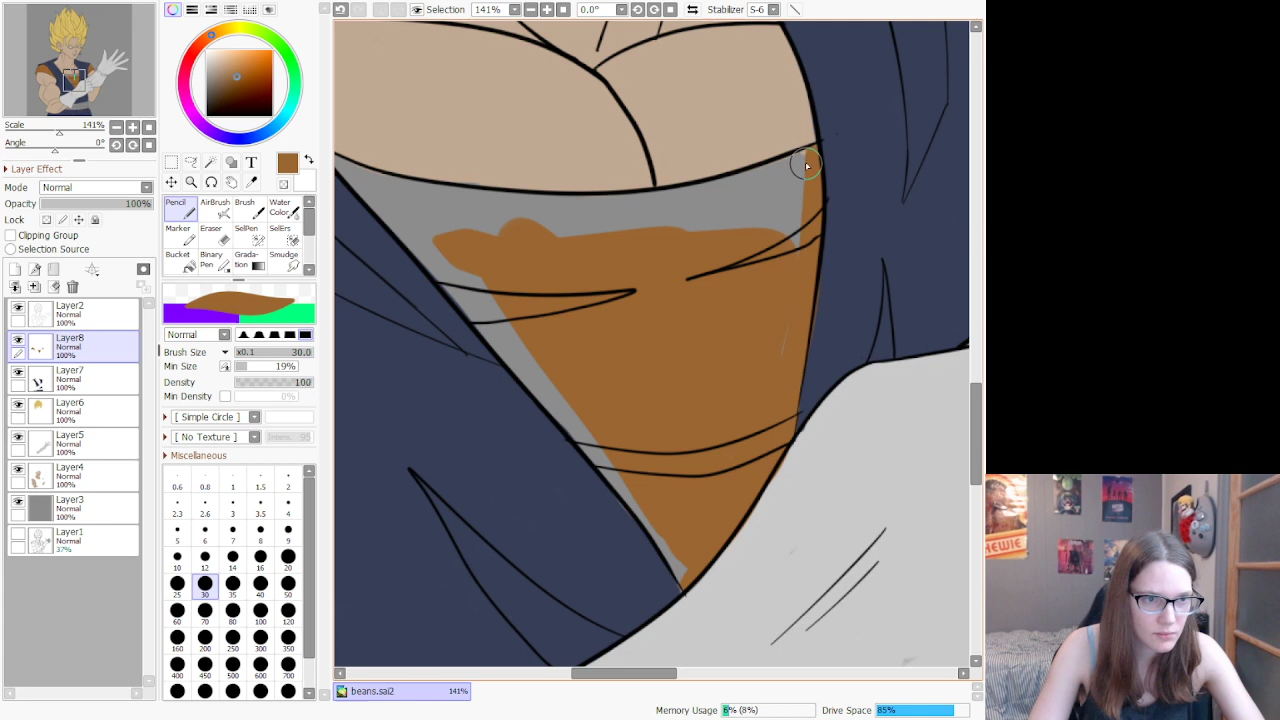 Selection 141% 0.0° Stabilizer S-6
Scale 141%
Angle 0°
Layer Effect
Mode Normal
Opacity 100%
Lock
Clipping Group
Selection Source
Layer2
Normal
100%
Layer8
Normal
100%
Layer7
Normal
100%
Layer6
Normal
100%
Layer5
Normal
100%
Layer4
Normal
100%
Layer3
Normal
100%
Layer1
Normal
37%
T
Pencil AirBrush Brush Water Color
Marker Eraser SelPen SelErs
Bucket Binary Pen Grada-tion Smudge
Normal
Brush Size x0.1 30.0
Min Size 19%
Density 100
Min Density 0%
[ Simple Circle ]
[ No Texture ] Intens. 95
Miscellaneous
0.6 0.8 1 1.5 2
2.3 2.6 3 3.5 4
5 6 7 8 9
10 12 14 16 20
25 30 35 40 50
60 70 80 100 120
160 200 250 300 350
400 450 500 600 700
beans.sai2 141%
Memory Usage 6% (8%) Drive Space 85%
HEWIE